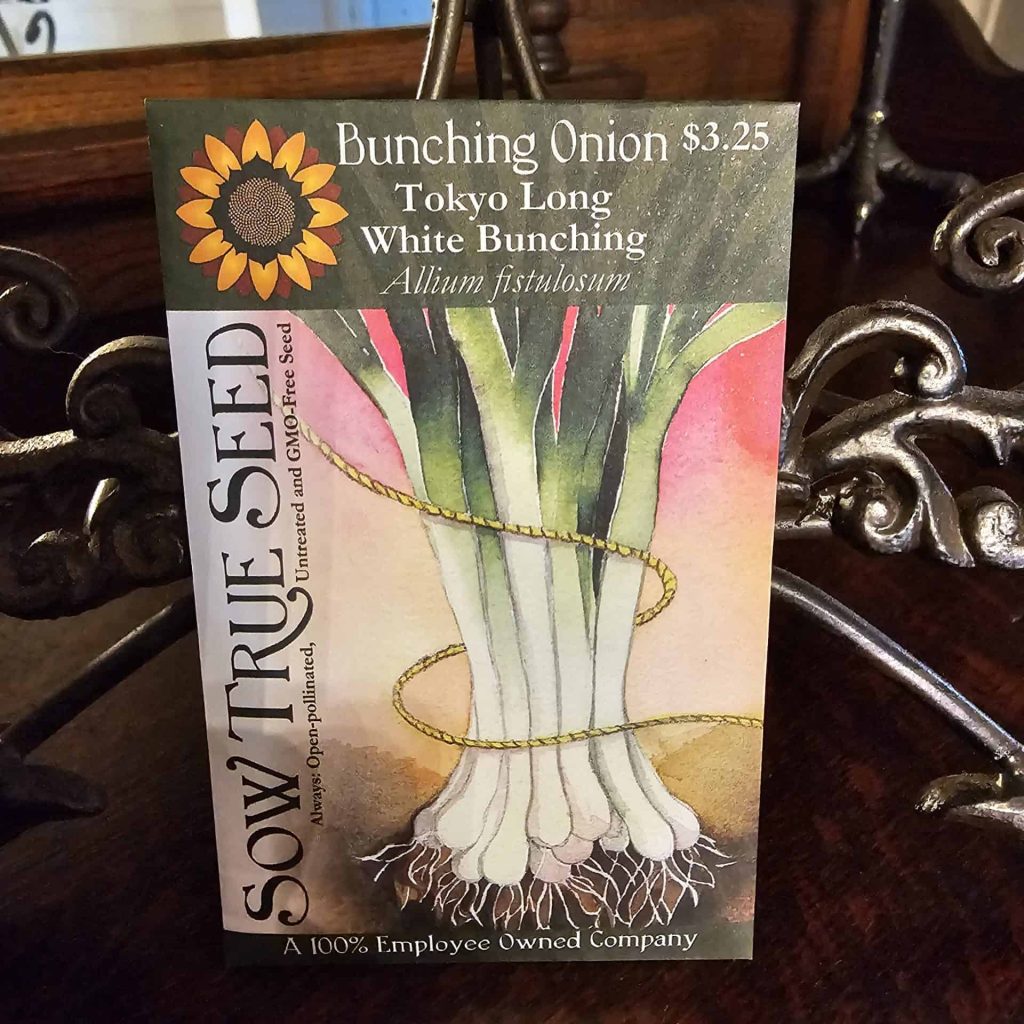 Bunching Onion $3.25
Tokyo Long
White Bunching
Allium fistulosum
SOW TRUE SEED
Always: Open-pollinated, Untreated and GMO-Free Seed
A 100% Employee Owned Company